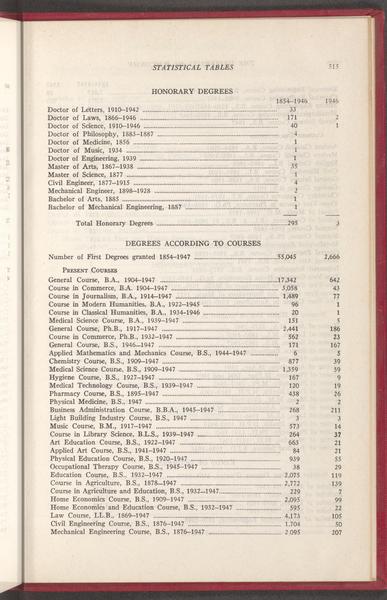 STATISTICAL TABLES 515
HONORARY DEGREES
1854-1946 1946
Doctor of Letters, 1910-1942 33
Doctor of Laws, 1866-1946 171 2
Doctor of Science, 1910-1946 40 1
Doctor of Philosophy, 1883-1887 4
Doctor of Medicine, 1856 1
Doctor of Music, 1934 1
Doctor of Engineering, 1939 1
Master of Arts, 1867-1938 35
Master of Science, 1877 1
Civil Engineer, 1877-1915 4
Mechanical Engineer, 1898-1928 2
Bachelor of Arts, 1885 1
Bachelor of Mechanical Engineering, 1887 1
Total Honorary Degrees 295 3
DEGREES ACCORDING TO COURSES
Number of First Degrees granted 1854-1947 55,045 2,666
PRESENT COURSES
General Course, B.A., 1904-1947 17,342 642
Course in Commerce, B.A. 1904-1947 5,058 43
Course in Journalism, B.A., 1914-1947 1,489 77
Course in Modern Humanities, B.A., 1922-1945 96 1
Course in Classical Humanities, B.A., 1934-1946 20 1
Medical Science Course, B.A., 1939-1947 151 5
General Course, Ph.B., 1917-1947 2,441 186
Course in Commerce, Ph.B., 1932-1947 562 23
General Course, B.S., 1946-1947 171 167
Applied Mathematics and Mechanics Course, B.S., 1944-1947 6 5
Chemistry Course, B.S., 1909-1947 877 39
Medical Science Course, B.S., 1909-1947 1,359 59
Hygiene Course, B.S., 1927-1947 167 9
Medical Technology Course, B.S., 1939-1947 120 19
Pharmacy Course, B.S., 1895-1947 438 26
Physical Medicine, B.S., 1947 2 2
Business Administration Course, B.B.A., 1945-1947 268 211
Light Building Industry Course, B.S., 1947 3 3
Music Course, B.M., 1917-1947 573 14
Course in Library Science, B.L.S., 1939-1947 264 37
Art Education Course, B.S., 1922-1947 663 21
Applied Art Course, B.S., 1941-1947 84 21
Physical Education Course, B.S., 1920-1947 939 55
Occupational Therapy Course, B.S., 1945-1947 38 29
Education Course, B.S., 1932-1947 2,075 119
Course in Agriculture, B.S., 1878-1947 2,772 139
Course in Agriculture and Education, B.S., 1932-1947 229 7
Home Economics Course, B.S., 1909-1947 2,095 99
Home Economics and Education Course, B.S., 1932-1947 595 22
Law Course, LL.B., 1869-1947 4,173 105
Civil Engineering Course, B.S., 1876-1947 1,704 50
Mechanical Engineering Course, B.S., 1876-1947 2,095 207